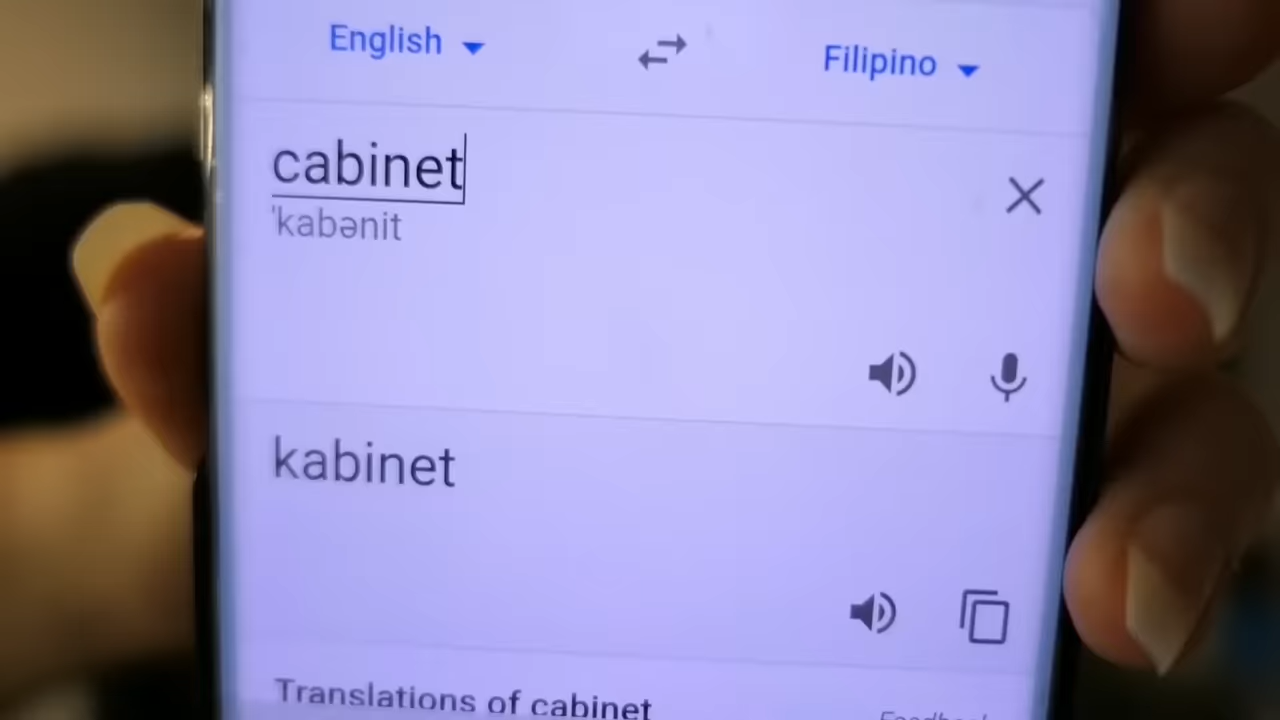 English Filipino
cabinet
ˈkabənit
kabinet
Translations of cabinet